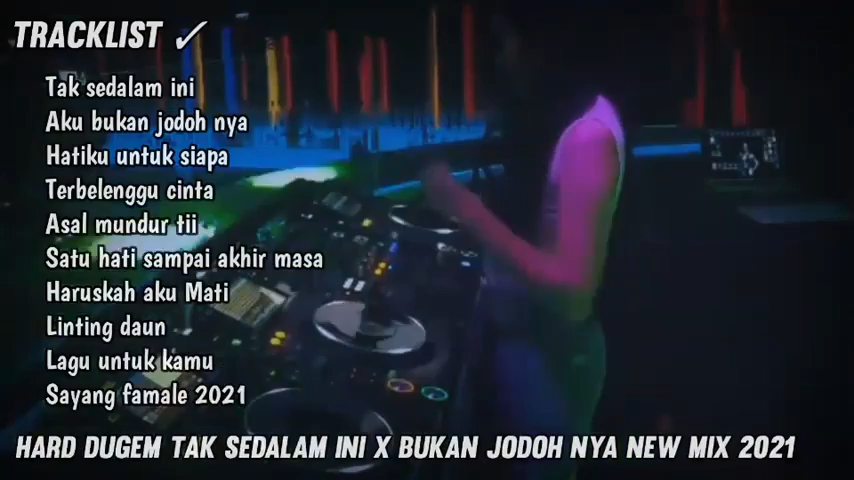 TRACKLIST ✓
Tak sedalam ini
Aku bukan jodoh nya
Hatiku untuk siapa
Terbelenggu cinta
Asal mundur tii
Satu hati sampai akhir masa
Haruskah aku Mati
Linting daun
Lagu untuk kamu
Sayang famale 2021
HARD DUGEM TAK SEDALAM INI X BUKAN JODOH NYA NEW MIX 2021